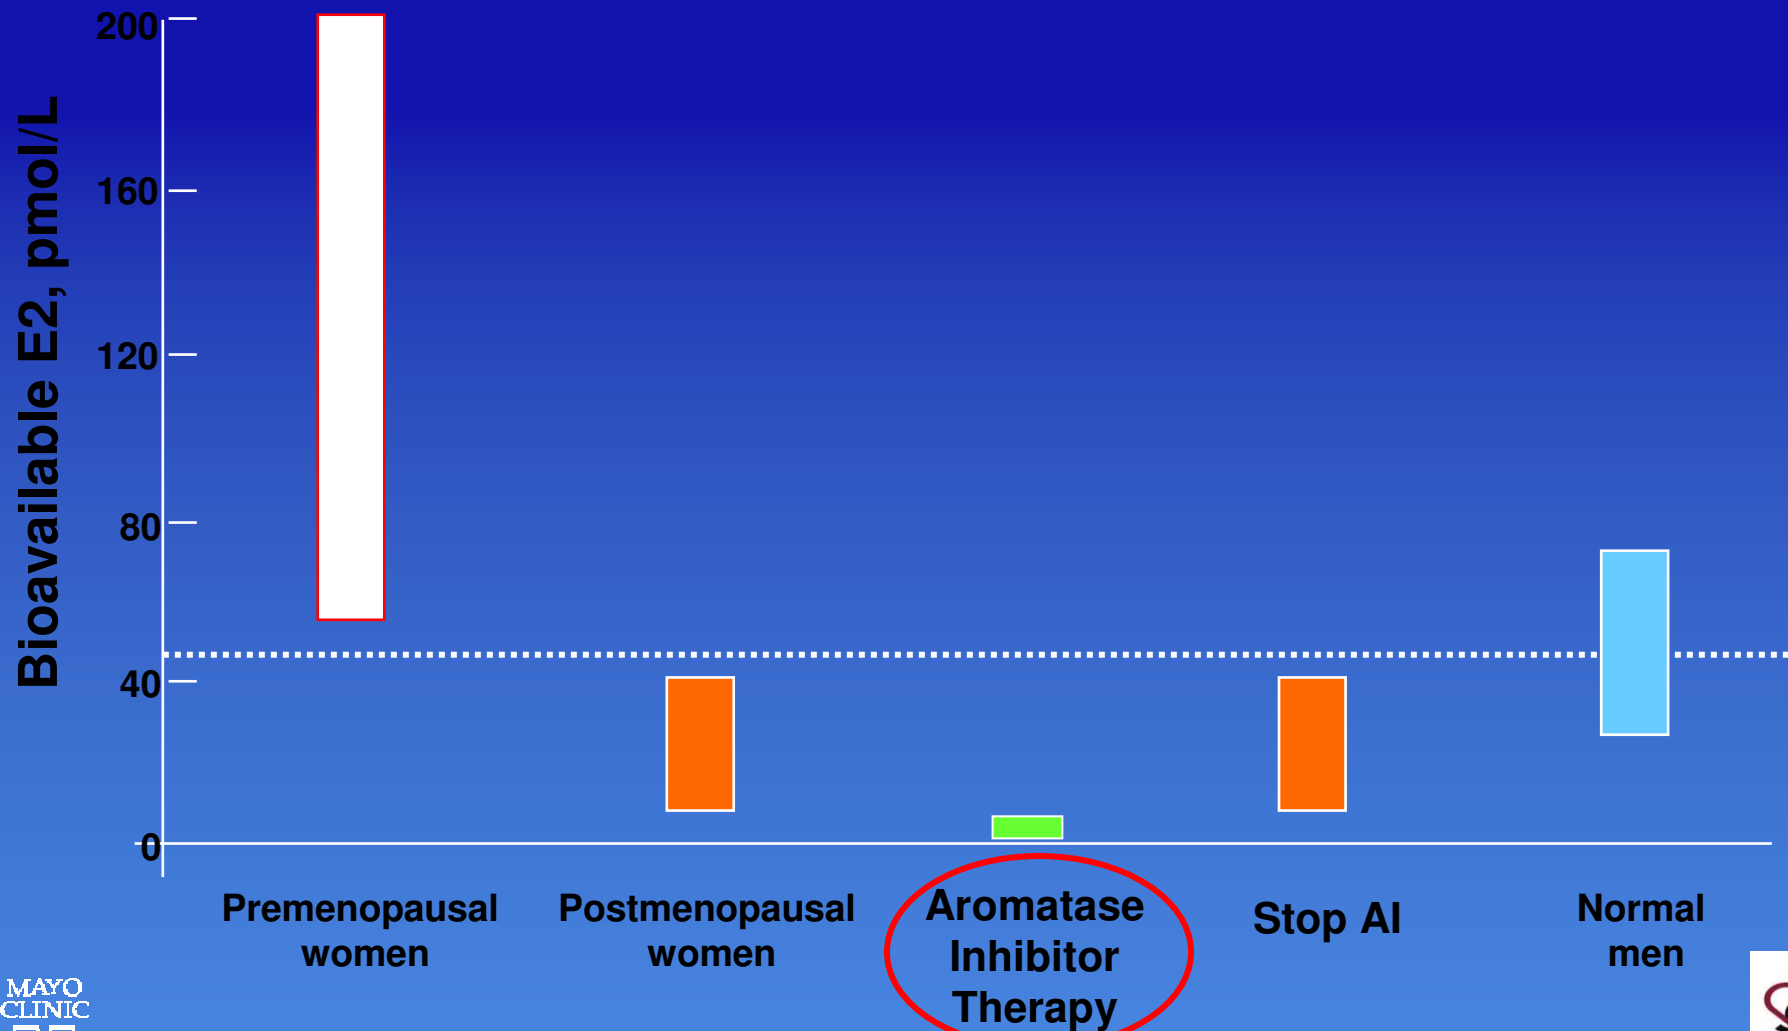 Bioavailable E2, pmol/L
200
160
120
80
40
0
Premenopausal
women
Postmenopausal
women
Aromatase
Inhibitor
Therapy
Stop AI
Normal
men
MAYO
CLINIC